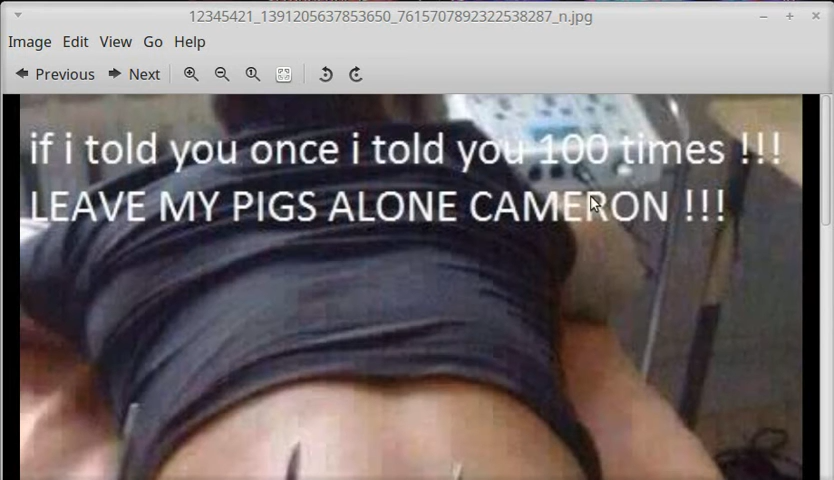 12345421_1391205637853650_7615707892322538287_n.jpg
Image Edit View Go Help
Previous Next
if i told you once i told you 100 times !!!
LEAVE MY PIGS ALONE CAMERON !!!